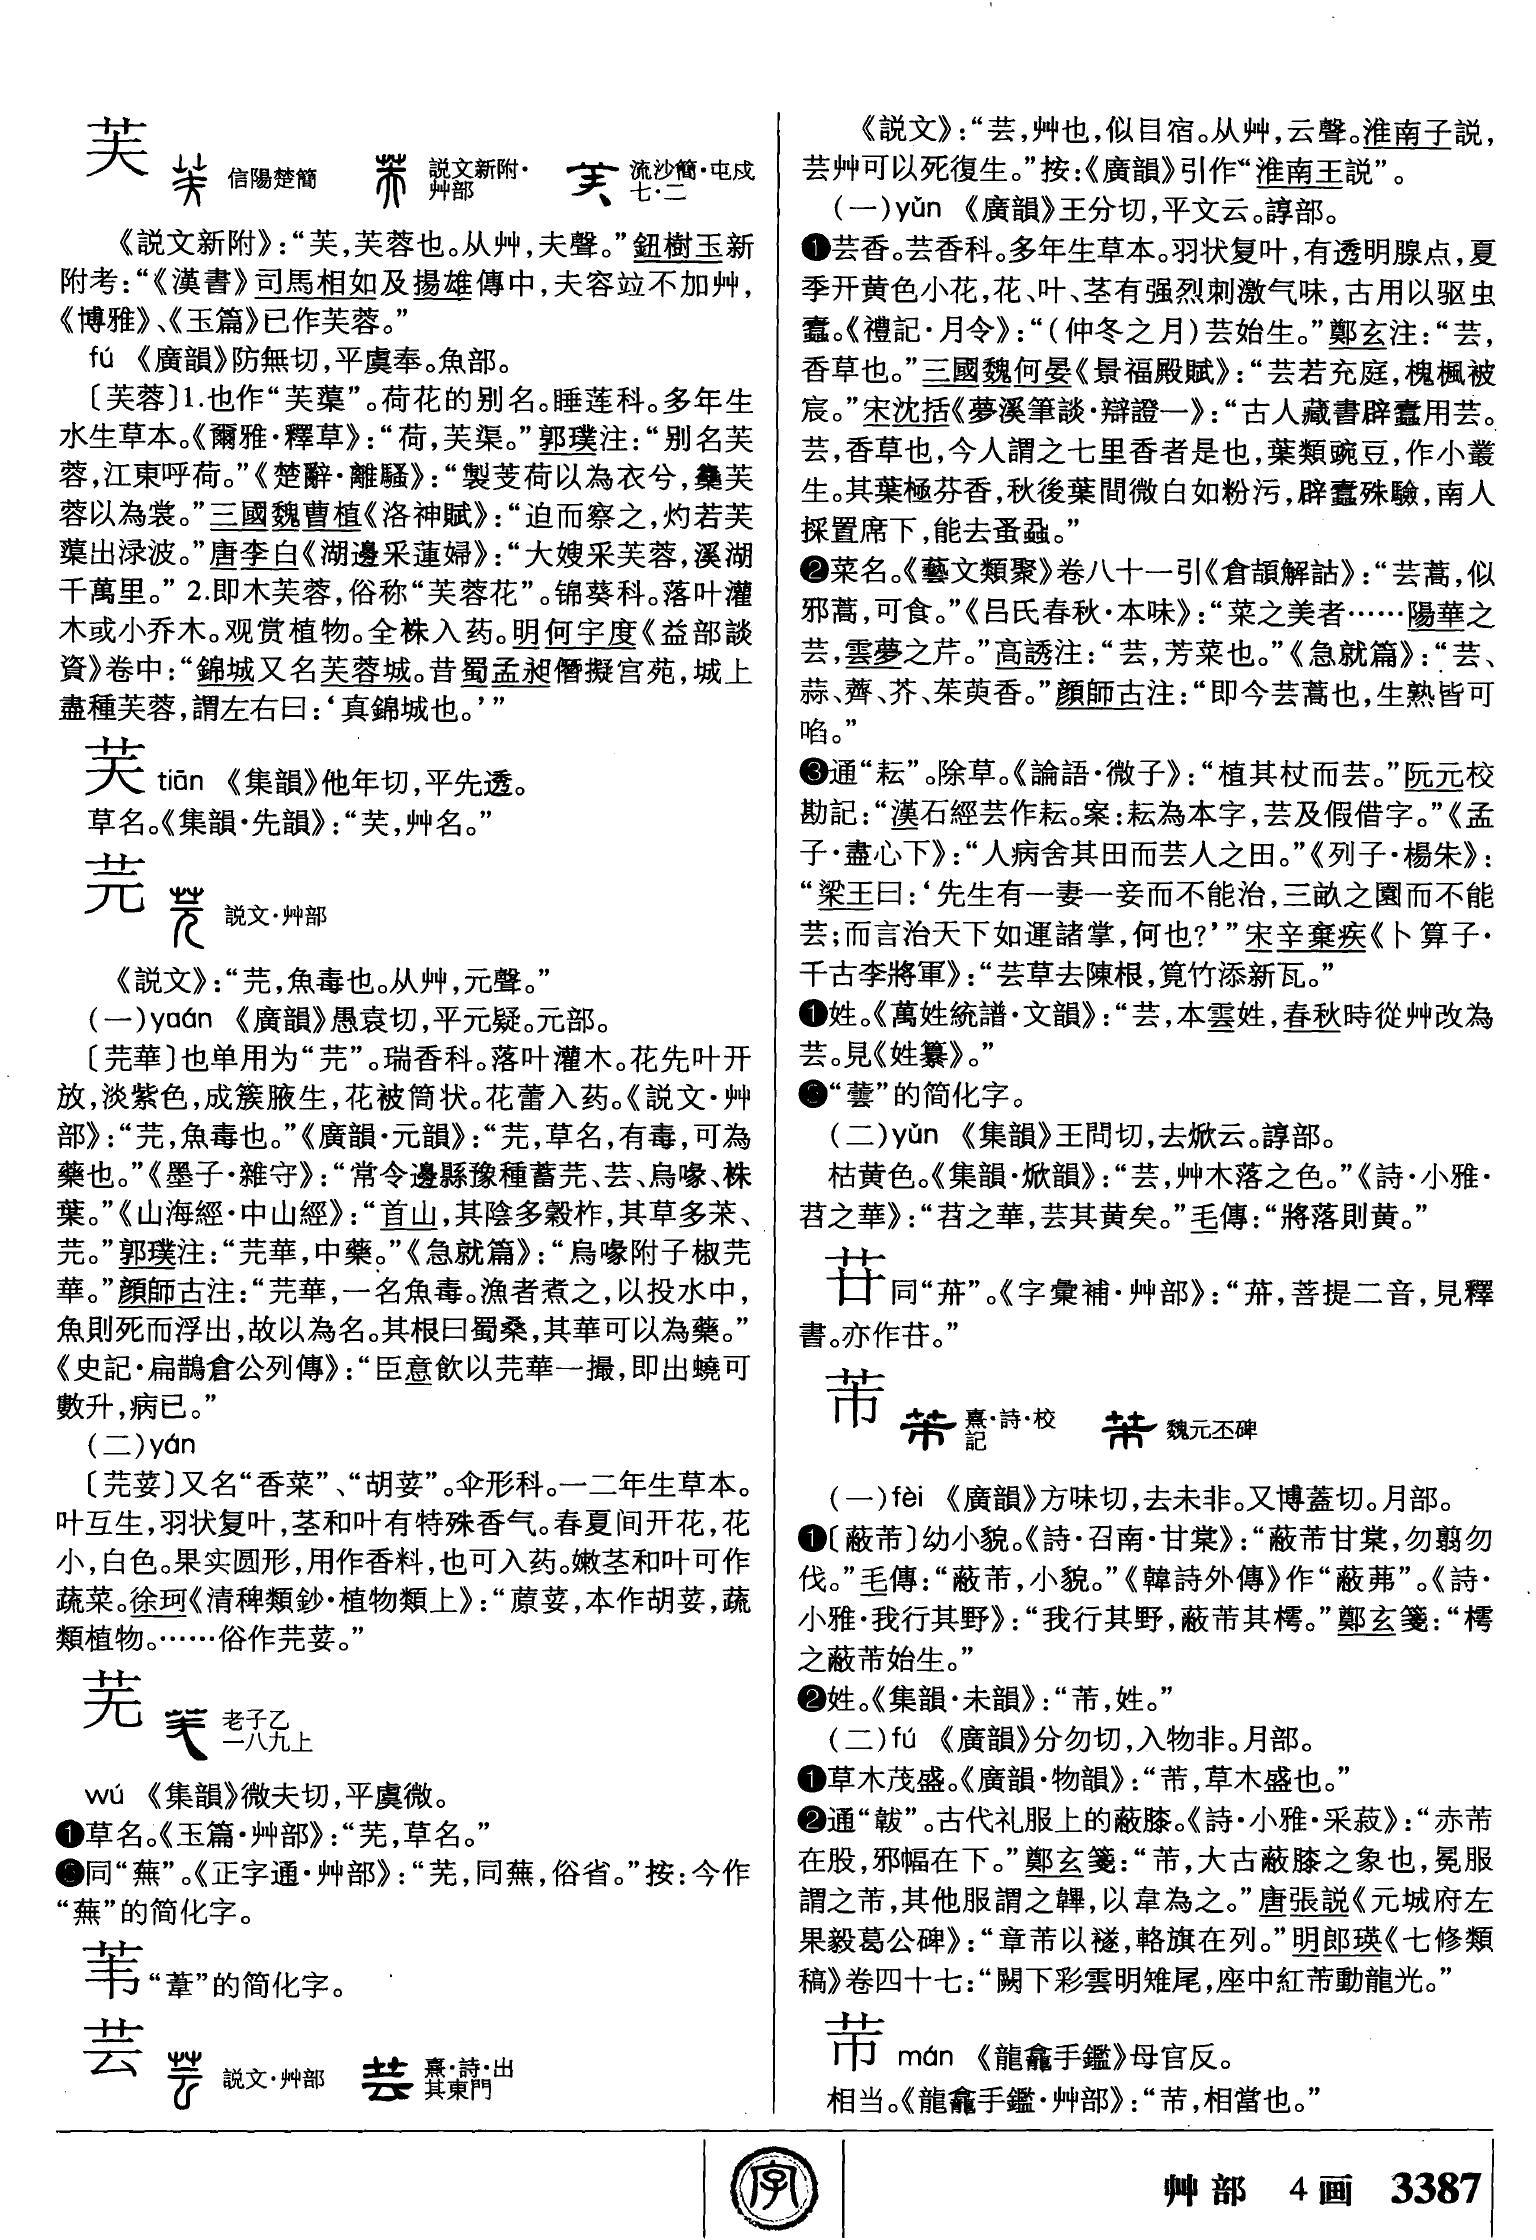 芙 信陽楚簡 説文新附·艸部 流沙簡·屯戍七·二
《説文新附》：“芙，芙蓉也。从艸，夫聲。”鈕樹玉新
附考：“《漢書》司馬相如及揚雄傳中，夫容竝不加艸，
《博雅》、《玉篇》已作芙蓉。”
fú 《廣韻》防無切，平虞奉。魚部。
〔芙蓉〕1.也作“芙蕖”。荷花的别名。睡莲科。多年生
水生草本。《爾雅·釋草》：“荷，芙渠。”郭璞注：“别名芙
蓉，江東呼荷。”《楚辭·離騷》：“製芰荷以為衣兮，集芙
蓉以為裳。”三國魏曹植《洛神賦》：“迫而察之，灼若芙
蕖出渌波。”唐李白《湖邊采蓮婦》：“大嫂采芙蓉，溪湖
千萬里。” 2.即木芙蓉，俗称“芙蓉花”。锦葵科。落叶灌
木或小乔木。观赏植物。全株入药。明何宇度《益部談
資》卷中：“錦城又名芙蓉城。昔蜀孟昶僭擬宫苑，城上
盡種芙蓉，謂左右曰：‘真錦城也。’”
芺 tiān 《集韻》他年切，平先透。
草名。《集韻·先韻》：“芺，艸名。”
芫 説文·艸部
《説文》：“芫，魚毒也。从艸，元聲。”
(一)yuán 《廣韻》愚袁切，平元疑。元部。
〔芫華〕也单用为“芫”。瑞香科。落叶灌木。花先叶开
放，淡紫色，成簇腋生，花被筒状。花蕾入药。《説文·艸
部》：“芫，魚毒也。”《廣韻·元韻》：“芫，草名，有毒，可為
藥也。”《墨子·雜守》：“常令邊縣豫種蓄芫、芸、烏喙、株
葉。”《山海經·中山經》：“首山，其陰多榖柞，其草多茱、
芫。”郭璞注：“芫華，中藥。”《急就篇》：“烏喙附子椒芫
華。”顔師古注：“芫華，一名魚毒。漁者煮之，以投水中，
魚則死而浮出，故以為名。其根曰蜀桑，其華可以為藥。”
《史記·扁鵲倉公列傳》：“臣意飲以芫華一撮，即出蟯可
數升，病已。”
(二)yán
〔芫荽〕又名“香菜”、“胡荽”。伞形科。一二年生草本。
叶互生，羽状复叶，茎和叶有特殊香气。春夏间开花，花
小，白色。果实圆形，用作香料，也可入药。嫩茎和叶可作
蔬菜。徐珂《清稗類鈔·植物類上》：“蒝荽，本作胡荽，蔬
類植物。……俗作芫荽。”
芜 老子乙一八九上
wú 《集韻》微夫切，平虞微。
❶草名。《玉篇·艸部》：“芜，草名。”
同“蕪”。《正字通·艸部》：“芜，同蕪，俗省。”按：今作
“蕪”的简化字。
苇 “葦”的简化字。
芸 説文·艸部 熹·詩·出其東門
《説文》：“芸，艸也，似目宿。从艸，云聲。淮南子説，
芸艸可以死復生。”按：《廣韻》引作“淮南王説”。
(一)yǔn 《廣韻》王分切，平文云。諄部。
❶芸香。芸香科。多年生草本。羽状复叶，有透明腺点，夏
季开黄色小花，花、叶、茎有强烈刺激气味，古用以驱虫
蠹。《禮記·月令》：“(仲冬之月)芸始生。”鄭玄注：“芸，
香草也。”三國魏何晏《景福殿賦》：“芸若充庭，槐楓被
宸。”宋沈括《夢溪筆談·辯證一》：“古人藏書辟蠹用芸。
芸，香草也，今人謂之七里香者是也，葉類豌豆，作小叢
生。其葉極芬香，秋後葉間微白如粉污，辟蠹殊驗，南人
採置席下，能去蚤蝨。”
❷菜名。《藝文類聚》卷八十一引《倉頡解詁》：“芸蒿，似
邪蒿，可食。”《吕氏春秋·本味》：“菜之美者……陽華之
芸，雲夢之芹。”高誘注：“芸，芳菜也。”《急就篇》：“芸、
蒜、薺、芥、茱萸香。”顔師古注：“即今芸蒿也，生熟皆可
啗。”
❸通“耘”。除草。《論語·微子》：“植其杖而芸。”阮元校
勘記：“漢石經芸作耘。案：耘為本字，芸及假借字。”《孟
子·盡心下》：“人病舍其田而芸人之田。”《列子·楊朱》：
“梁王曰：‘先生有一妻一妾而不能治，三畝之園而不能
芸；而言治天下如運諸掌，何也？’”宋辛棄疾《卜算子·
千古李將軍》：“芸草去陳根，筧竹添新瓦。”
❶姓。《萬姓統譜·文韻》：“芸，本雲姓，春秋時從艸改為
芸。見《姓纂》。”
“蕓”的简化字。
(二)yǔn 《集韻》王問切，去焮云。諄部。
枯黄色。《集韻·焮韻》：“芸，艸木落之色。”《詩·小雅·
苕之華》：“苕之華，芸其黄矣。”毛傳：“將落則黄。”
苷 同“茾”。《字彙補·艸部》：“茾，菩提二音，見釋
書。亦作苷。”
芾 熹·詩·校記 魏元丕碑
(一)fèi 《廣韻》方味切，去未非。又博蓋切。月部。
❶〔蔽芾〕幼小貌。《詩·召南·甘棠》：“蔽芾甘棠，勿翦勿
伐。”毛傳：“蔽芾，小貌。”《韓詩外傳》作“蔽茀”。《詩·
小雅·我行其野》：“我行其野，蔽芾其樗。”鄭玄箋：“樗
之蔽芾始生。”
❷姓。《集韻·未韻》：“芾，姓。”
(二)fú 《廣韻》分勿切，入物非。月部。
❶草木茂盛。《廣韻·物韻》：“芾，草木盛也。”
❷通“韍”。古代礼服上的蔽膝。《詩·小雅·采菽》：“赤芾
在股，邪幅在下。”鄭玄箋：“芾，大古蔽膝之象也，冕服
謂之芾，其他服謂之韠，以韋為之。”唐張説《元城府左
果毅葛公碑》：“章芾以襚，輅旗在列。”明郎瑛《七修類
稿》卷四十七：“闕下彩雲明雉尾，座中紅芾動龍光。”
mán 《龍龕手鑑》母官反。
相当。《龍龕手鑑·艸部》：“，相當也。”
字
艸部 4画 3387